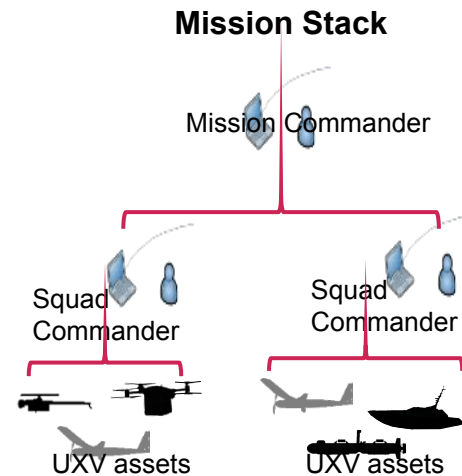 Mission Stack
Mission Commander
Squad
Commander
Squad
Commander
UXV assets
UXV assets